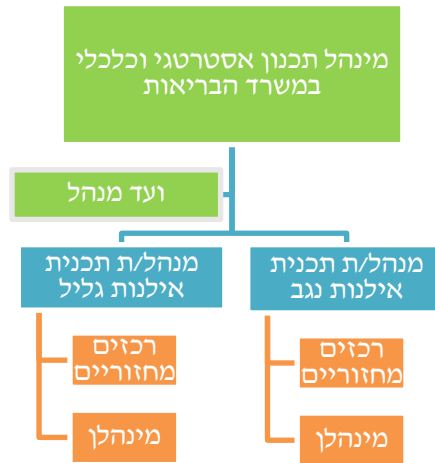 מינהל תכנון אסטרטגי וכלכלי
במשרד הבריאות
ועד מנהל
מנהל/ת תכנית
אילנות נגב
רכזים
מחזוריים
מינהלן
מנהל/ת תכנית
אילנות גליל
רכזים
מחזוריים
מינהלן